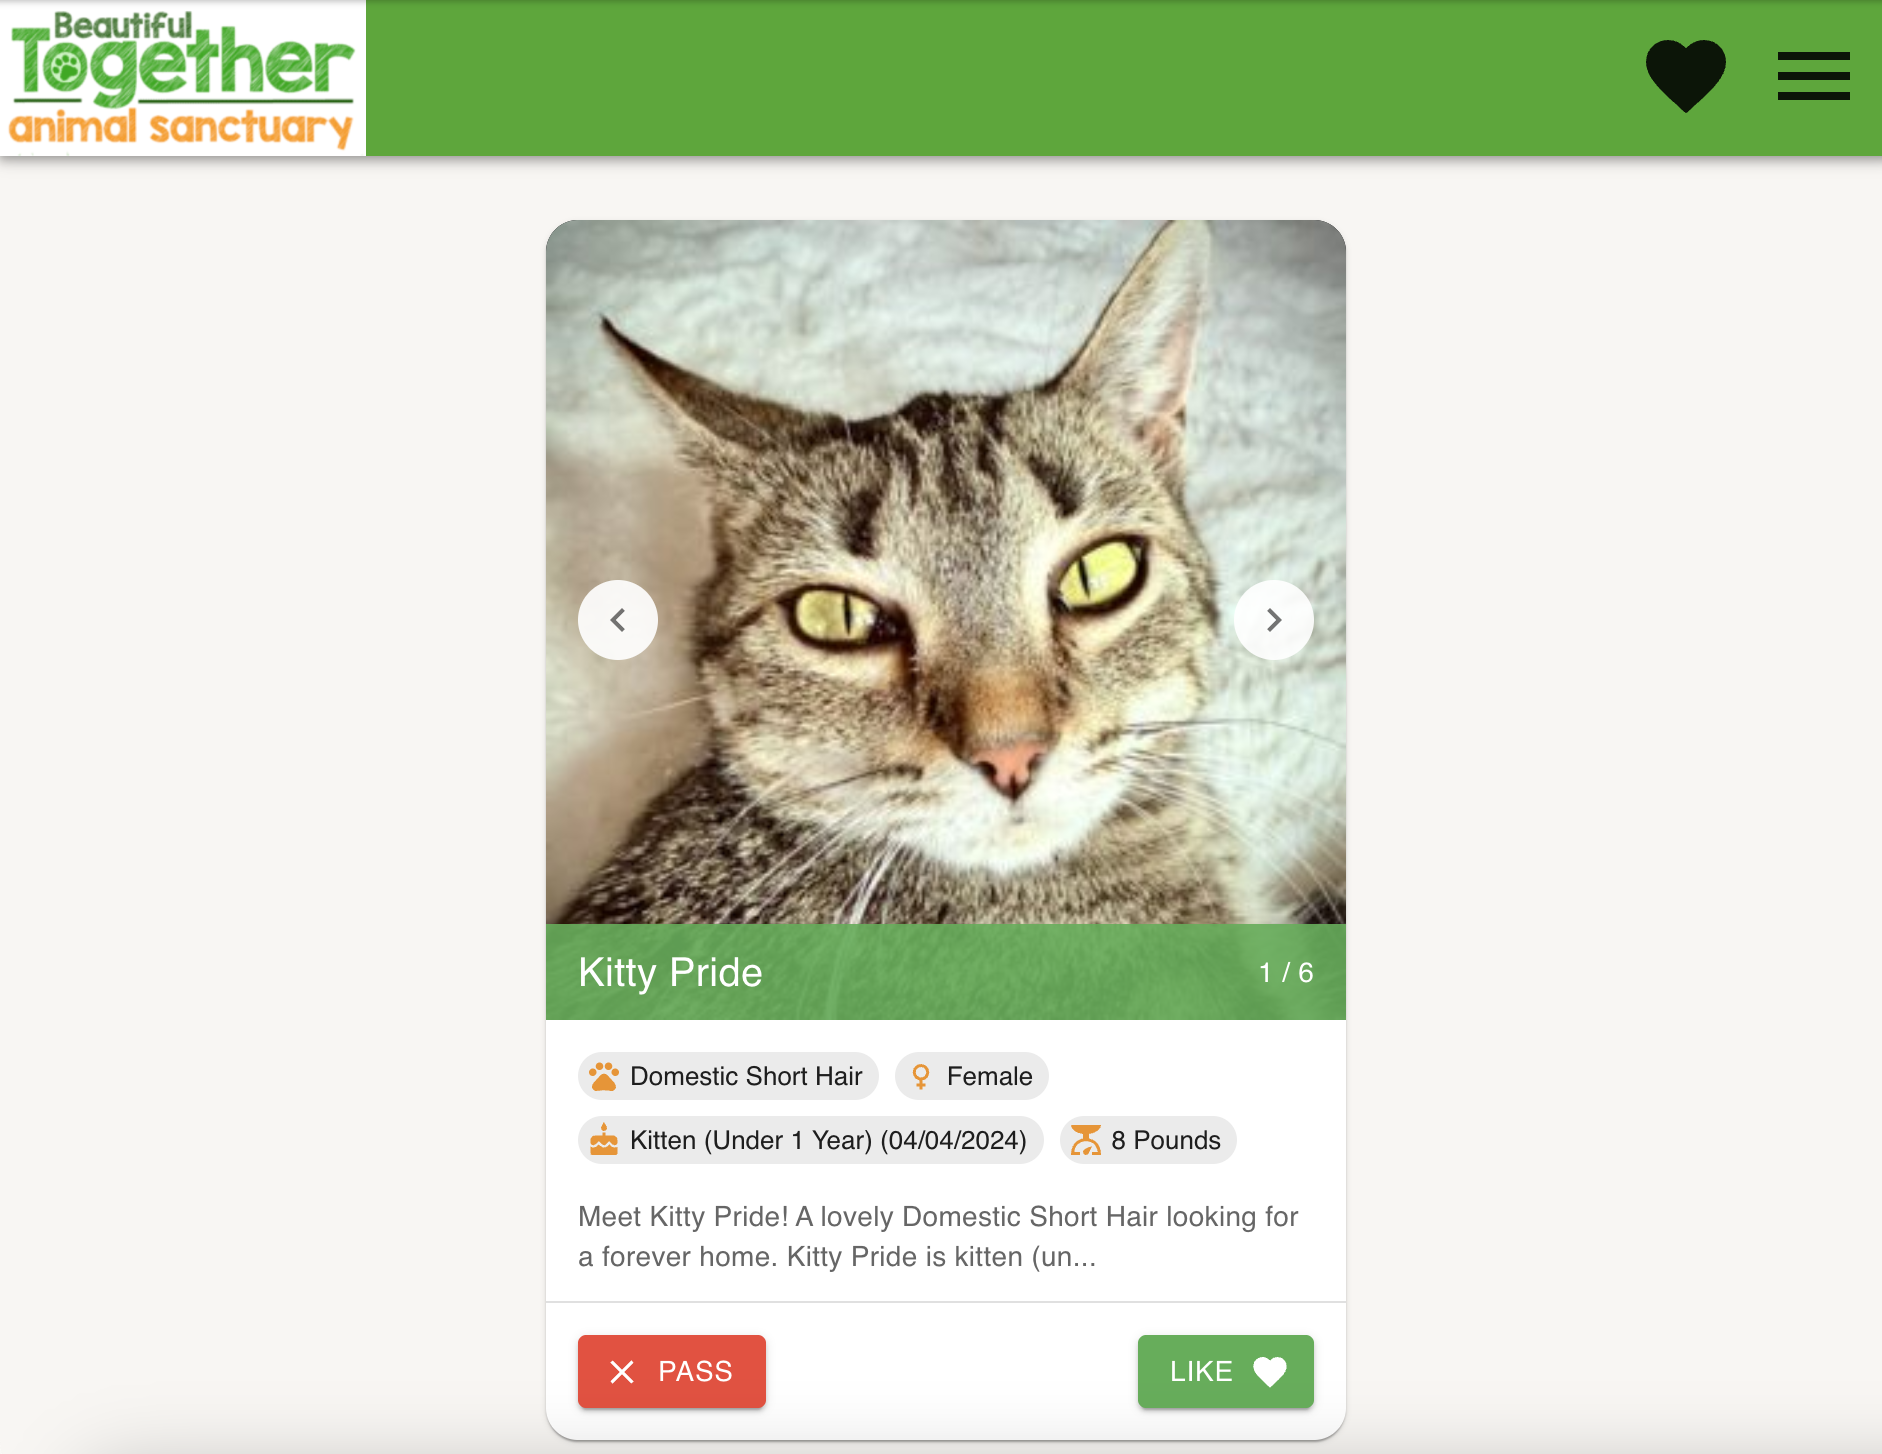 Beautiful
Together
animal sanctuary
Kitty Pride
1 / 6
Domestic Short Hair
Female
Kitten (Under 1 Year) (04/04/2024)
8 Pounds
Meet Kitty Pride! A lovely Domestic Short Hair looking for
a forever home. Kitty Pride is kitten (un...
PASS
LIKE